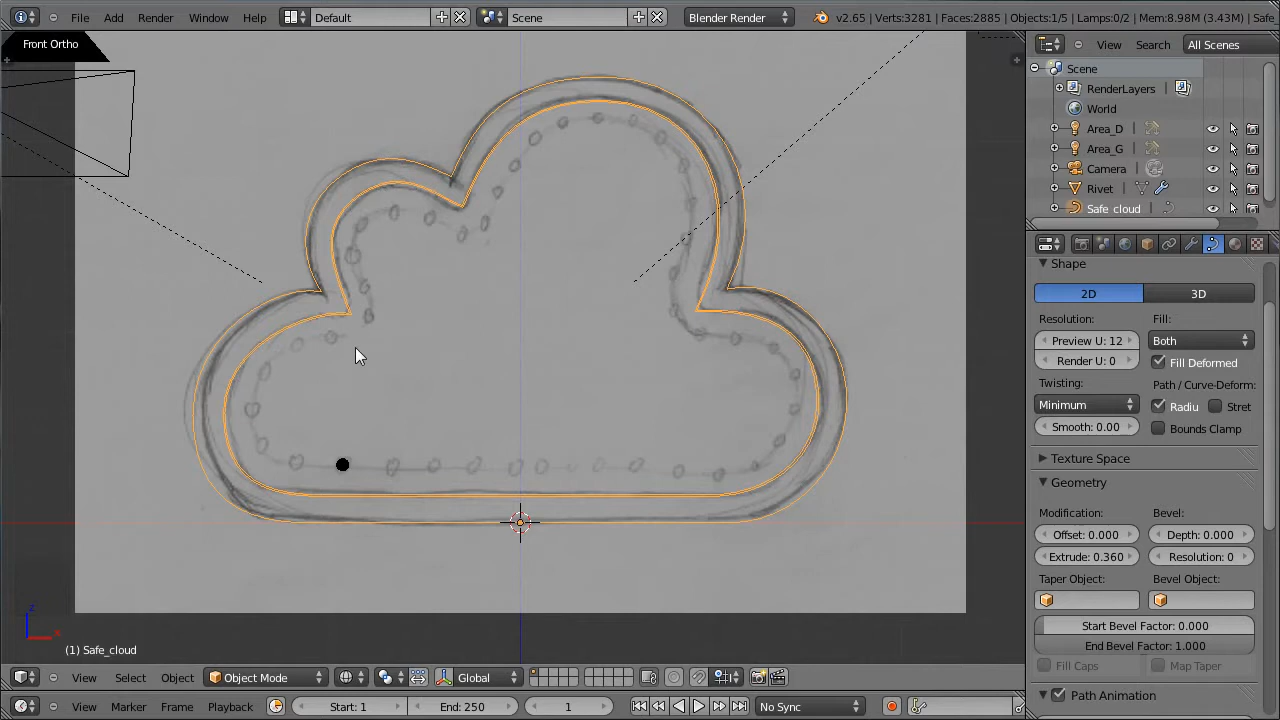 File Add Render Window Help Default Scene Blender Render v2.65 | Verts:3281 | Faces:2885 | Objects:1/5 | Lamps:0/2 | Mem:8.98M (3.43M) | Safe_
Front Ortho
View Search All Scenes
Scene
RenderLayers
World
Area_D
Area_G
Camera
Rivet
Safe_cloud
Shape
2D 3D
Resolution: Fill:
Preview U: 12 Both
Render U: 0 Fill Deformed
Twisting: Path / Curve-Deform:
Minimum Radiu Stret
Smooth: 0.00 Bounds Clamp
Texture Space
Geometry
Modification: Bevel:
Offset: 0.000 Depth: 0.000
Extrude: 0.360 Resolution: 0
Taper Object: Bevel Object:
Start Bevel Factor: 0.000
End Bevel Factor: 1.000
Fill Caps Map Taper
Path Animation
z
x
(1) Safe_cloud
View Select Object Object Mode Global
View Marker Frame Playback Start: 1 End: 250 1 No Sync